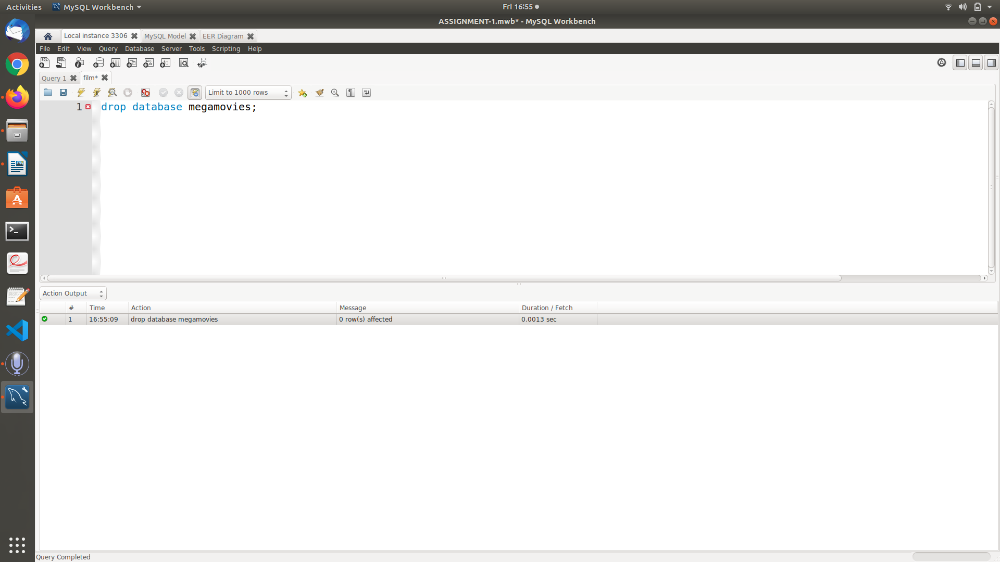 Activities MySQL Workbench Fri 16:55
ASSIGNMENT-1.mwb* - MySQL Workbench
Local instance 3306 MySQL Model EER Diagram
File Edit View Query Database Server Tools Scripting Help
Query 1 film*
Limit to 1000 rows
1 drop database megamovies;
Action Output
# Time Action Message Duration / Fetch
1 16:55:09 drop database megamovies 0 row(s) affected 0.0013 sec
Query Completed